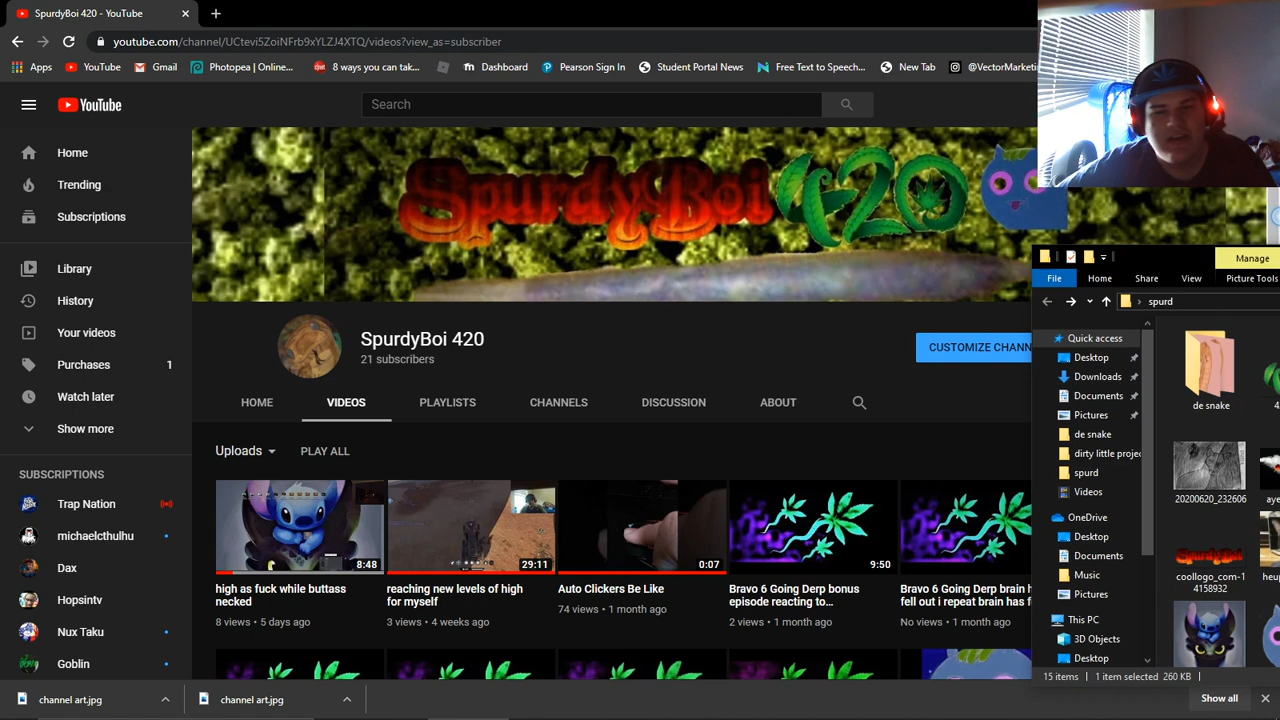 SpurdyBoi 420 - YouTube
youtube.com/channel/UCtevi5ZoiNFrb9xYLZJ4XTQ/videos?view_as=subscriber
Apps YouTube Gmail Photopea | Online... 8 ways you can tak... Dashboard Pearson Sign In Student Portal News Free Text to Speech... New Tab @VectorMarketi
YouTube
Search
Home
Trending
Subscriptions
Library
History
Your videos
Purchases 1
Watch later
Show more
SUBSCRIPTIONS
Trap Nation
michaelcthulhu
Dax
Hopsintv
Nux Taku
Goblin
SpurdyBoi 420
SpurdyBoi 420
21 subscribers
CUSTOMIZE CHANN
HOME VIDEOS PLAYLISTS CHANNELS DISCUSSION ABOUT
Uploads PLAY ALL
8:48
29:11
0:07
9:50
high as fuck while buttass
necked
8 views • 5 days ago
reaching new levels of high
for myself
3 views • 4 weeks ago
Auto Clickers Be Like
74 views • 1 month ago
Bravo 6 Going Derp bonus
episode reacting to...
2 views • 1 month ago
Bravo 6 Going Derp brain h
fell out i repeat brain has f
No views • 1 month ago
Manage
File Home Share View Picture Tools
spurd
Quick access
Desktop
Downloads
Documents
Pictures
de snake
dirty little projec
spurd
Videos
OneDrive
Desktop
Documents
Music
Pictures
This PC
3D Objects
Desktop
de snake
4
20200620_232606
aye
coollogo_com-1
4158932
heup
15 items 1 item selected 260 KB
channel art.jpg
channel art.jpg
Show all